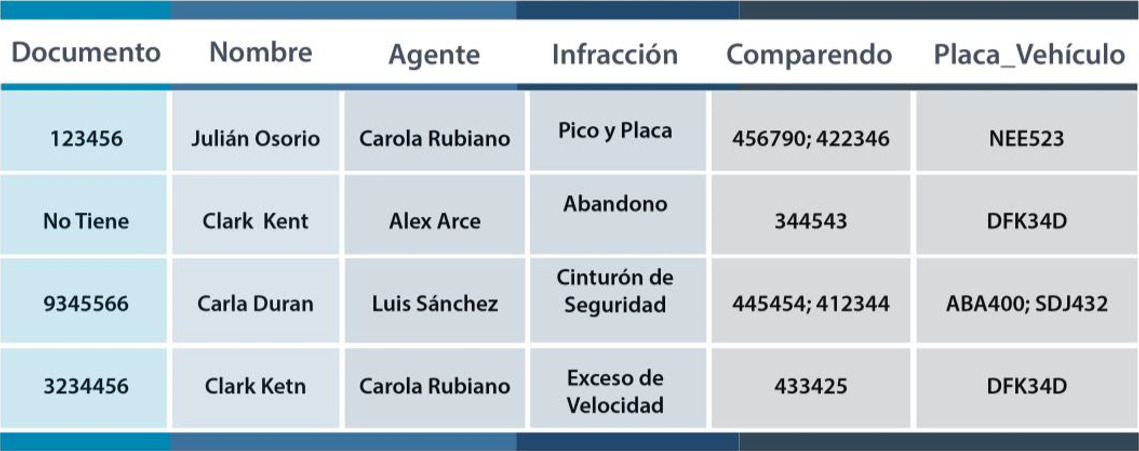 Documento Nombre Agente Infracción Comparendo Placa_Vehículo
123456 Julián Osorio Carola Rubiano Pico y Placa 456790; 422346 NEE523
No Tiene Clark Kent Alex Arce Abandono 344543 DFK34D
9345566 Carla Duran Luis Sánchez Cinturón de
Seguridad 445454; 412344 ABA400; SDJ432
3234456 Clark Ketn Carola Rubiano Exceso de
Velocidad 433425 DFK34D